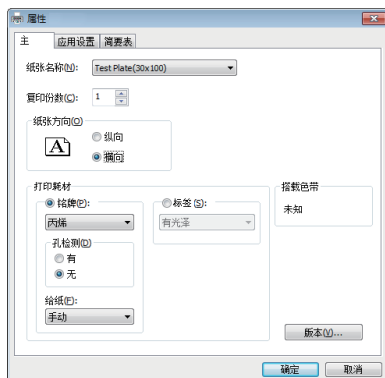 属性
主 应用设置 简要表
纸张名称(N): Test Plate(30x100)
复印份数(C): 1
纸张方向(O)
A
纵向
横向
打印耗材
铭牌(P):
丙烯
孔检测(D)
有
无
给纸(F):
手动
标签(S):
有光泽
搭载色带
未知
版本(V)...
确定 取消